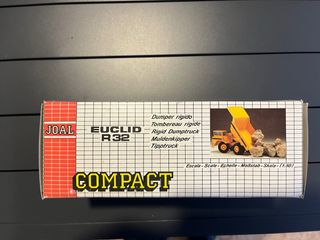 JOAL
EUCLID
R32
Dumper rigido
Tombereau rigide
Rigid Dumptruck
Muldenkipper
Tipptruck
Escala - Scale - Echelle - Maßstab - Skala - (1:50)
COMPACT